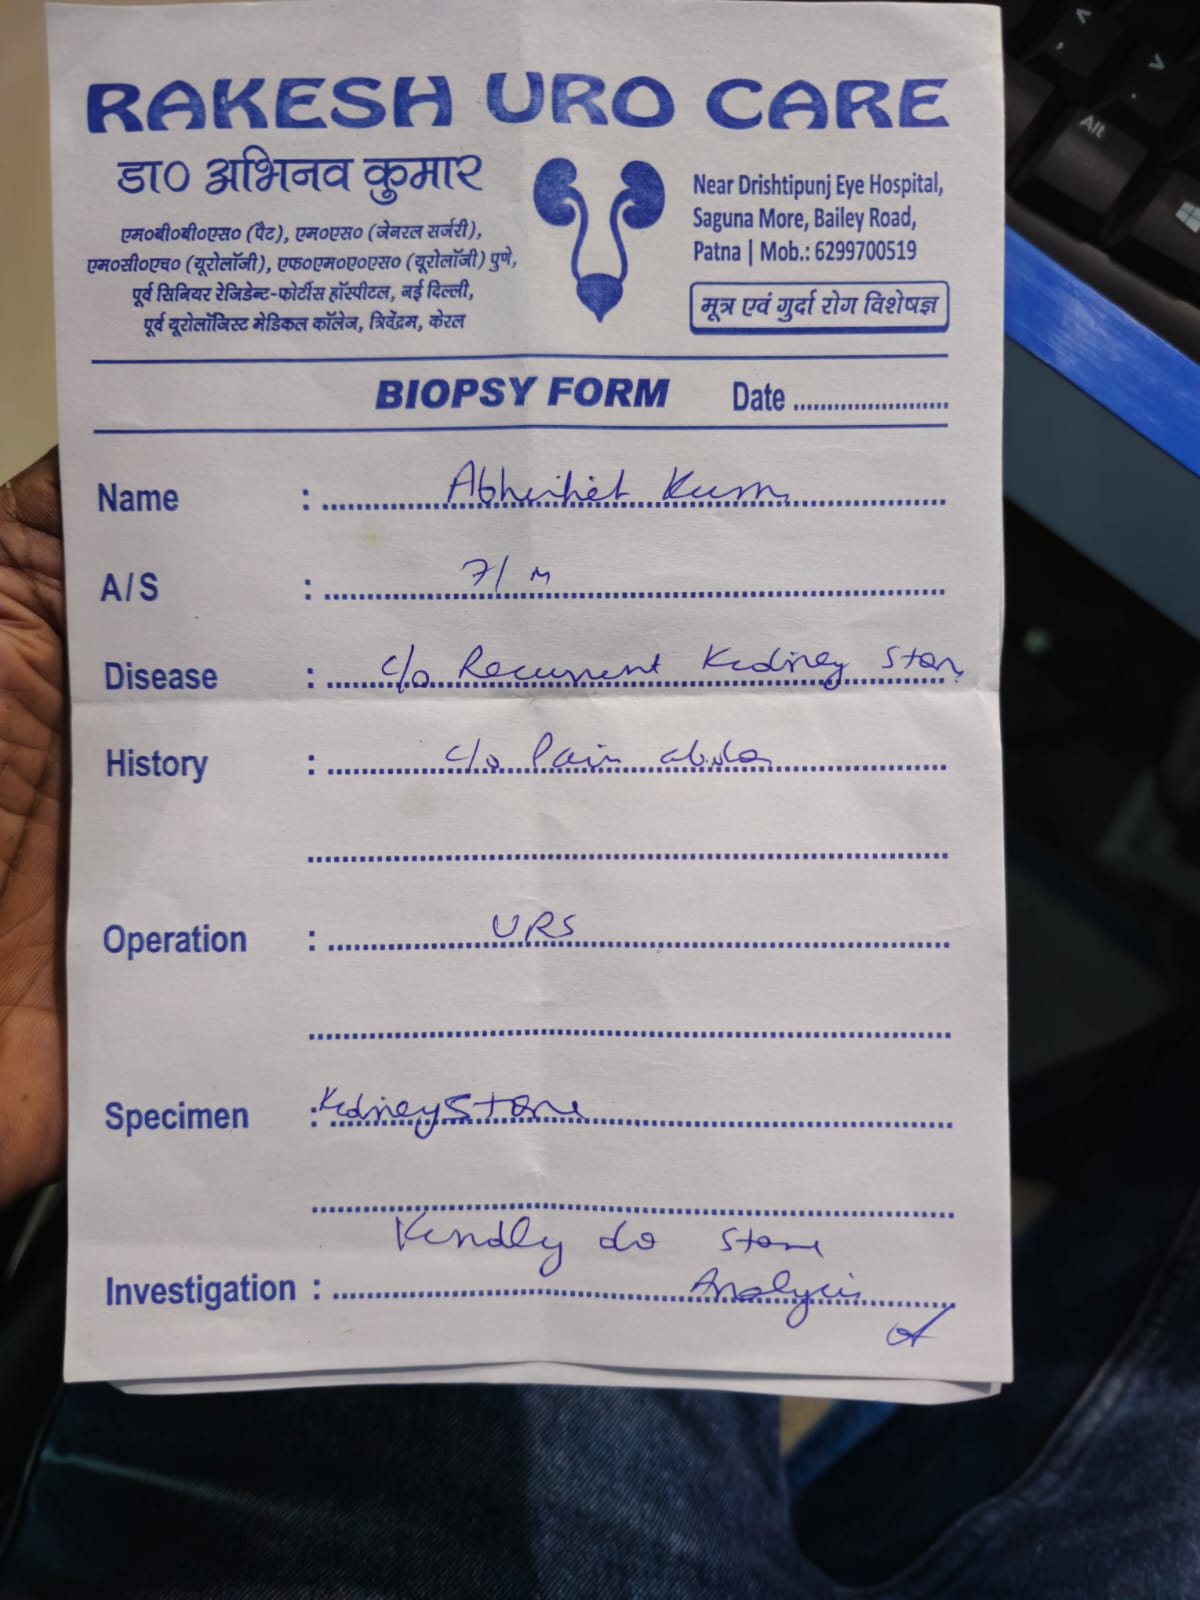 RAKESH URO CARE
डा० अभिनव कुमार
एम०बी०बी०एस० (पैट), एम०एस० (जेनरल सर्जरी),
एम०सी०एच० (यूरोलॉजी), एफ०एम०ए०एस० (यूरोलॉजी) पुणे,
पूर्व सिनियर रेजिडेन्ट-फोर्टीस हॉस्पीटल, नई दिल्ली,
पूर्व यूरोलॉजिस्ट मेडिकल कॉलेज, त्रिवेंद्रम, केरल
Near Drishtipunj Eye Hospital,
Saguna More, Bailey Road,
Patna | Mob.: 6299700519
मूत्र एवं गुर्दा रोग विशेषज्ञ
BIOPSY FORM Date
Name :
A/S : 7/M
Disease : c/o Recurrent Kidney Stone
History : c/o Pain
Operation : URS
Specimen : Kidney Stone
Kindly do Stone
Investigation : Analysis
Alt